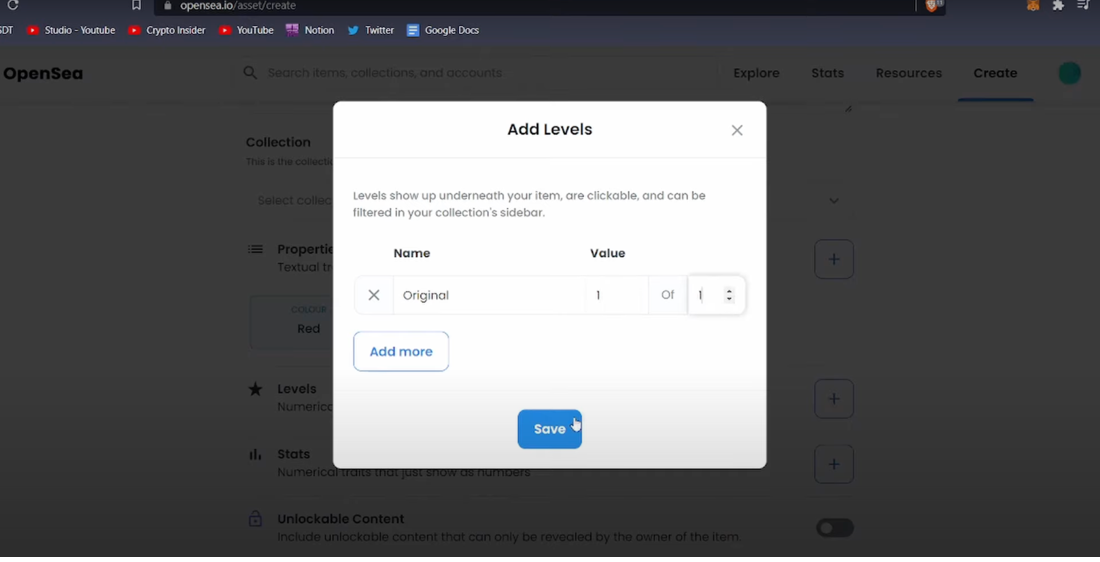 opensea.io/asset/create
SDT Studio - Youtube Crypto Insider YouTube Notion Twitter Google Docs
OpenSea Search items, collections, and accounts Explore Stats Resources Create
Add Levels
Collection
This is the collecti
Levels show up underneath your item, are clickable, and can be
filtered in your collection's sidebar.
Select collec
Propertie
Textual tr
Name Value
Original 1 Of 1
COLOUR
Red
Add more
Levels
Numerica
Save
Stats
Numerical traits that just show as numbers
Unlockable Content
Include unlockable content that can only be revealed by the owner of the item.